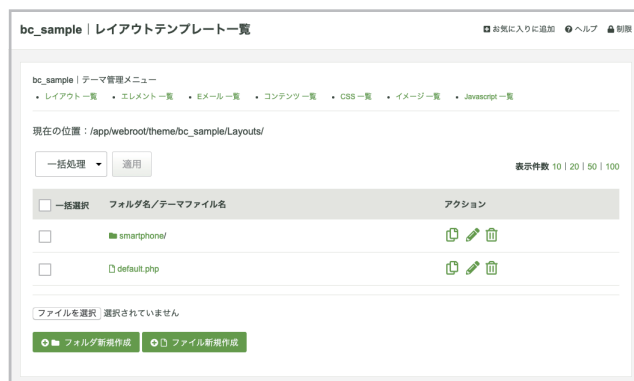 bc_sample｜レイアウトテンプレート一覧
お気に入りに追加 ヘルプ 制限
bc_sample｜テーマ管理メニュー
レイアウト 一覧 エレメント 一覧 Eメール 一覧 コンテンツ 一覧 CSS 一覧 イメージ 一覧 Javascript 一覧
現在の位置：/app/webroot/theme/bc_sample/Layouts/
一括処理 適用
表示件数 10｜20｜50｜100
一括選択 フォルダ名／テーマファイル名 アクション
smartphone/
default.php
ファイルを選択 選択されていません
フォルダ新規作成 ファイル新規作成